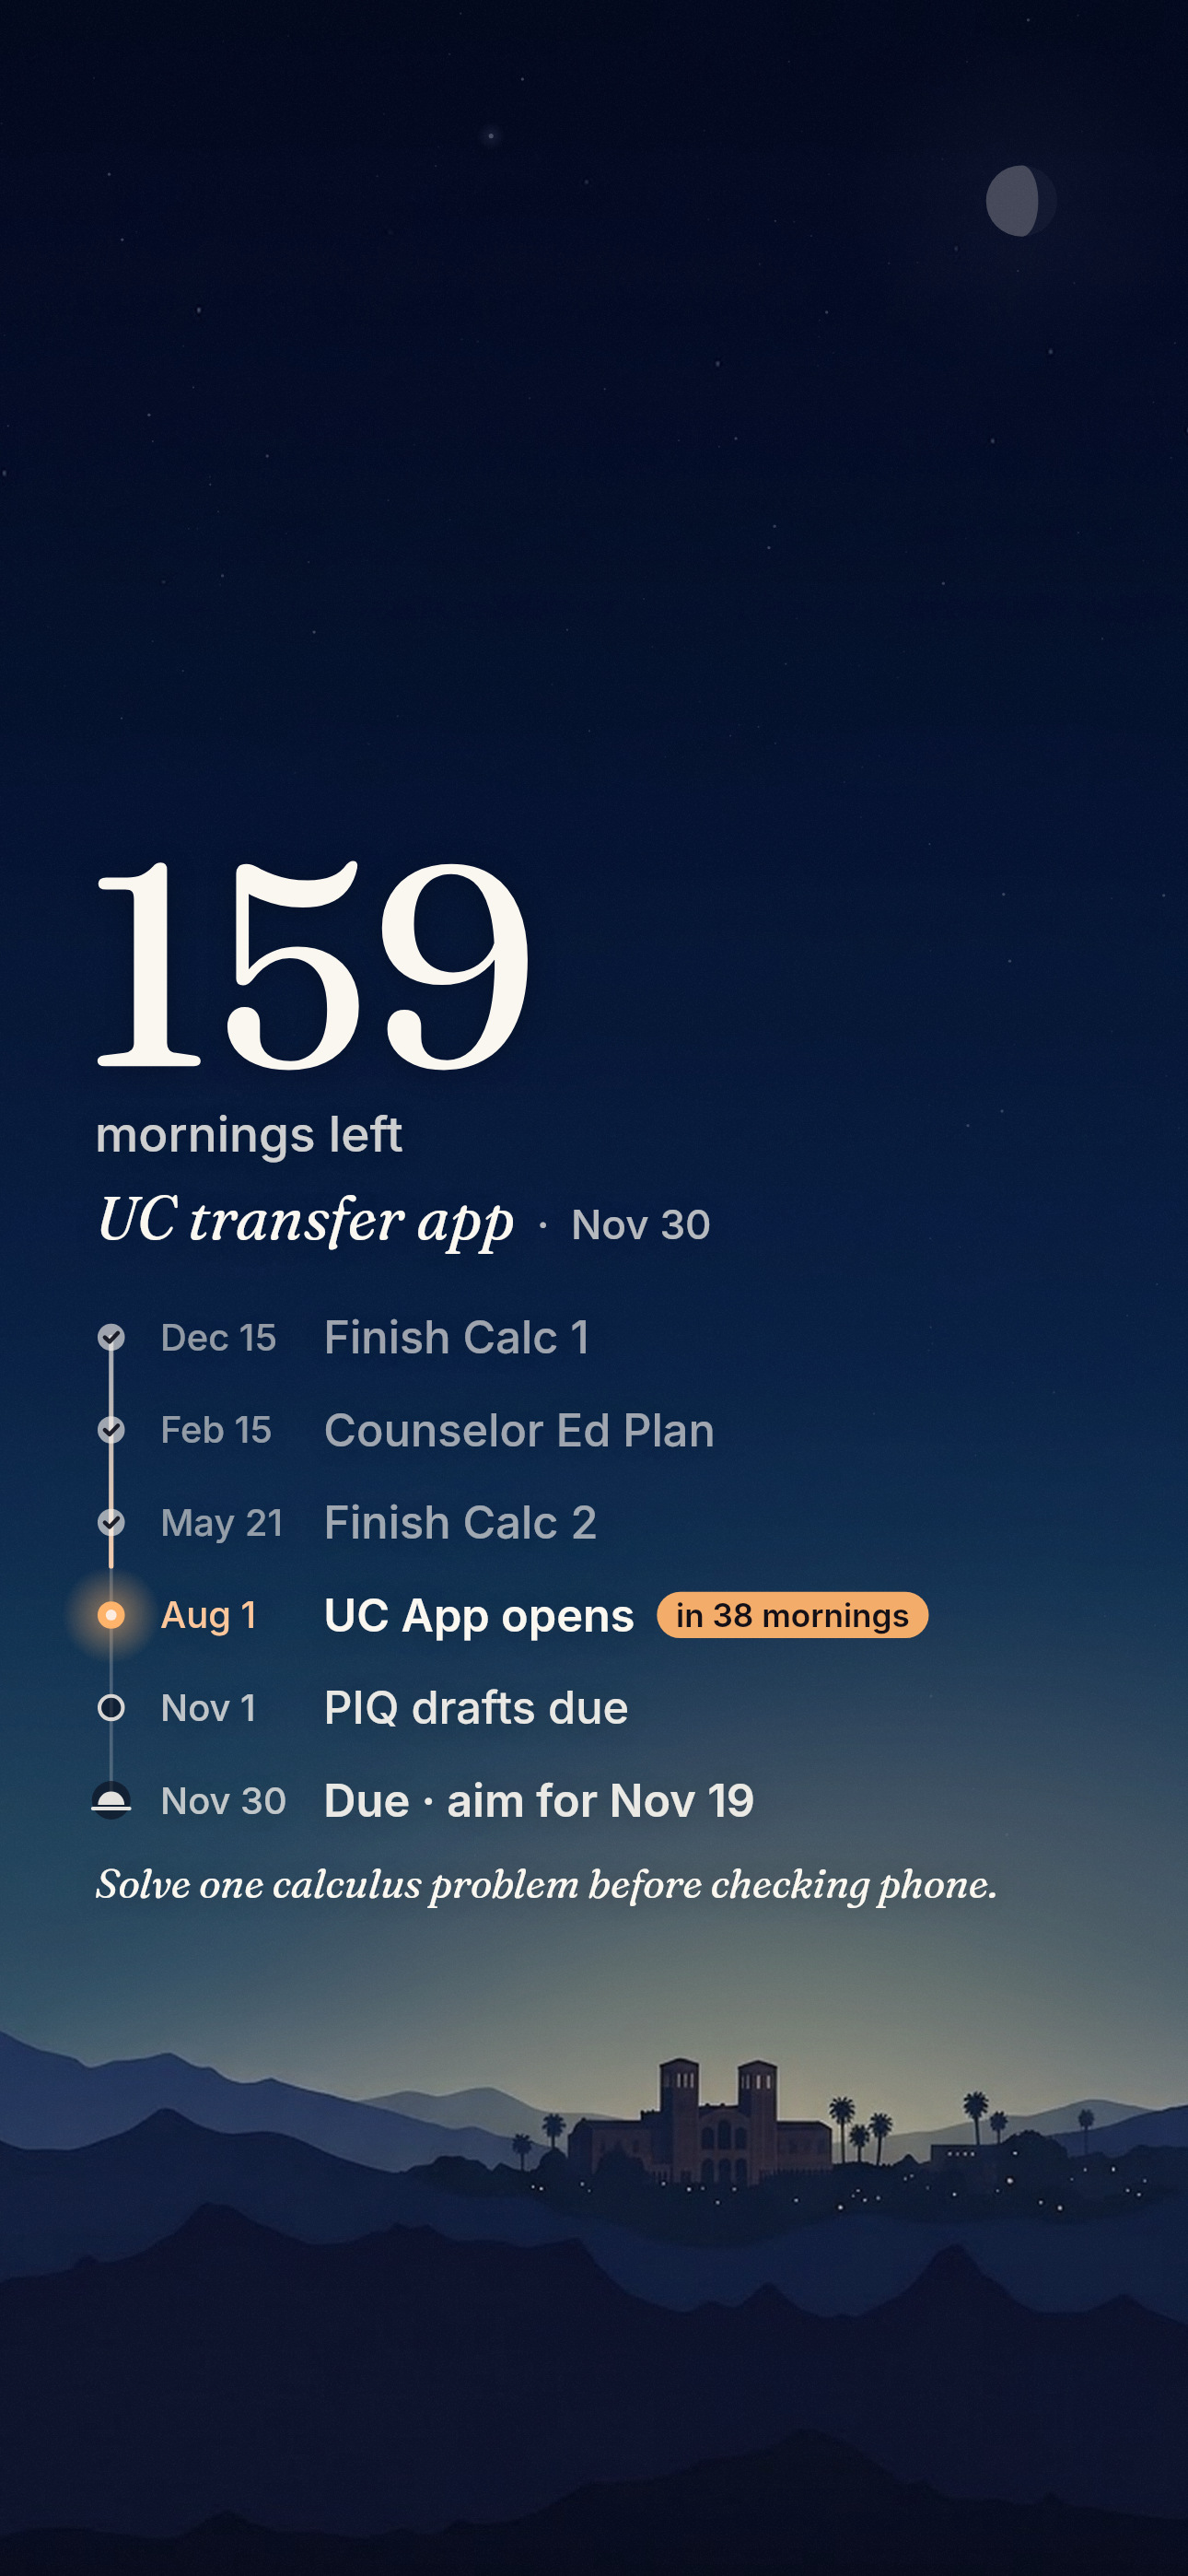 159
mornings left
UC transfer app · Nov 30
Dec 15 Finish Calc 1
Feb 15 Counselor Ed Plan
May 21 Finish Calc 2
Aug 1 UC App opens in 38 mornings
Nov 1 PIQ drafts due
Nov 30 Due · aim for Nov 19
Solve one calculus problem before checking phone.